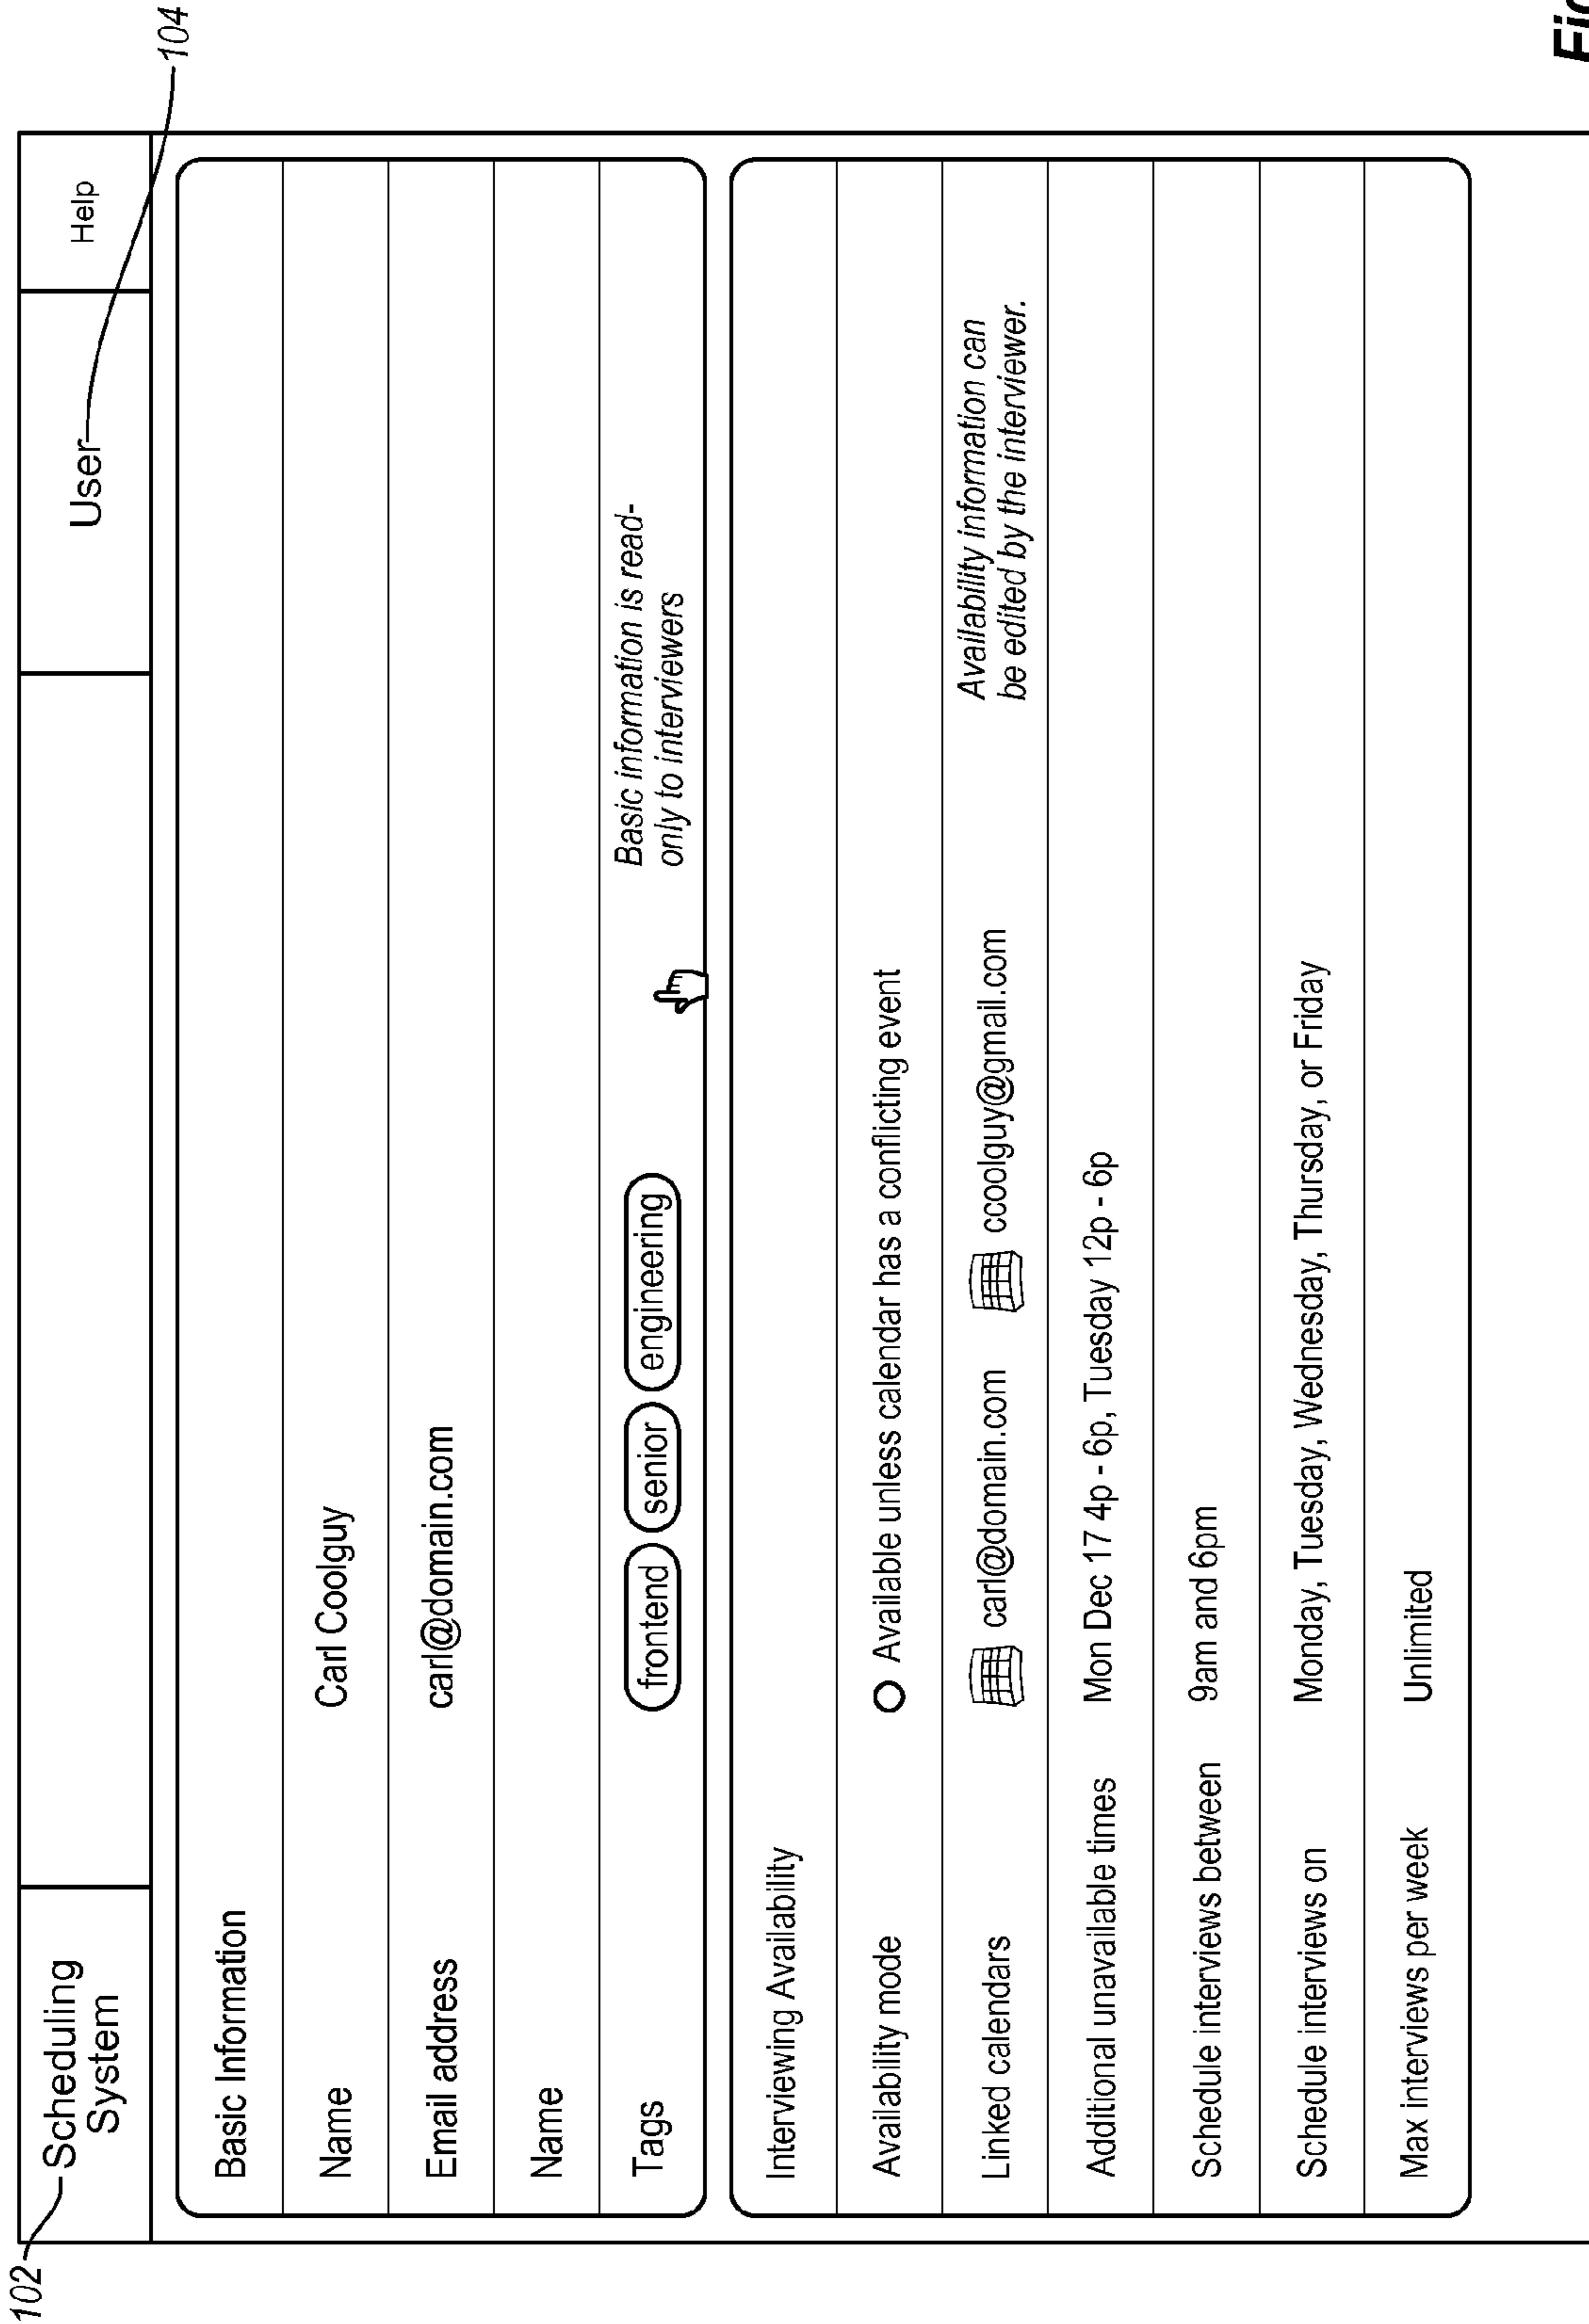 102
Scheduling
System
User
104
Help
Basic Information
Name
Carl Coolguy
Email address
carl@domain.com
Name
Tags
frontend
senior
engineering
Basic information is read-
only to interviewers
Interviewing Availability
Availability mode
Available unless calendar has a conflicting event
Linked calendars
carl@domain.com
ccoolguy@gmail.com
Availability information can
be edited by the interviewer.
Additional unavailable times
Mon Dec 17 4p - 6p, Tuesday 12p - 6p
Schedule interviews between
9am and 6pm
Schedule interviews on
Monday, Tuesday, Wednesday, Thursday, or Friday
Max interviews per week
Unlimited